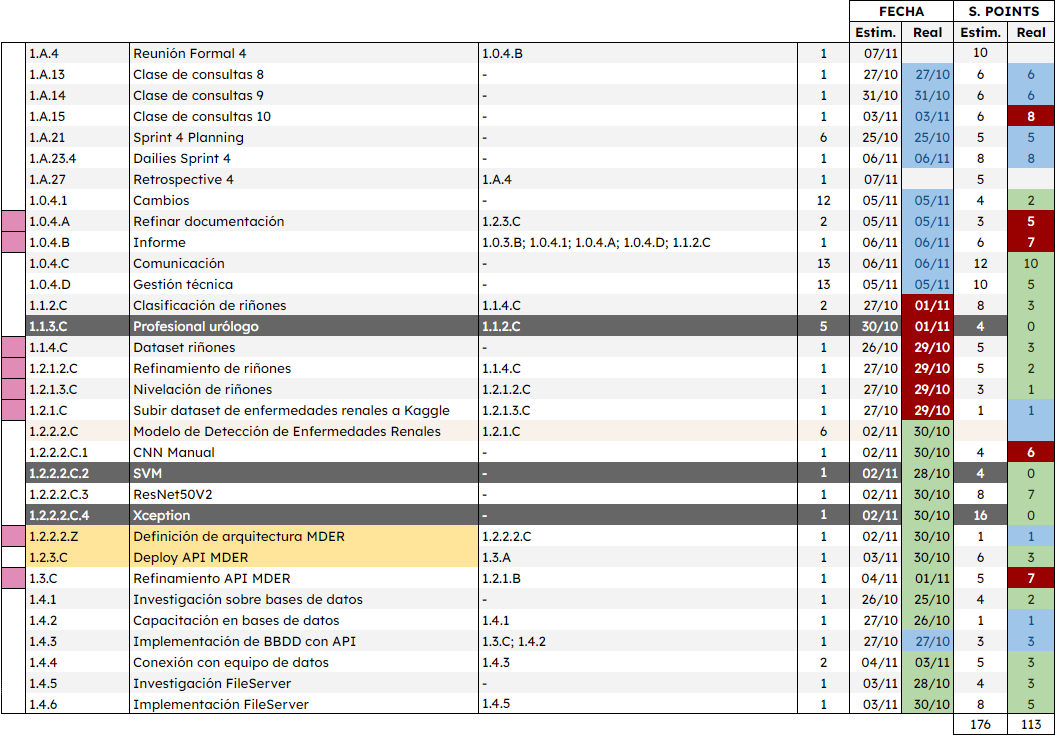 FECHA S. POINTS
Estim. Real Estim. Real
1.A.4 Reunión Formal 4 1.0.4.B 1 07/11 10
1.A.13 Clase de consultas 8 - 1 27/10 27/10 6 6
1.A.14 Clase de consultas 9 - 1 31/10 31/10 6 6
1.A.15 Clase de consultas 10 - 1 03/11 03/11 6 8
1.A.21 Sprint 4 Planning - 6 25/10 25/10 5 5
1.A.23.4 Dailies Sprint 4 - 1 06/11 06/11 8 8
1.A.27 Retrospective 4 1.A.4 1 07/11 5
1.0.4.1 Cambios - 12 05/11 05/11 4 2
1.0.4.A Refinar documentación 1.2.3.C 2 05/11 05/11 3 5
1.0.4.B Informe 1.0.3.B; 1.0.4.1; 1.0.4.A; 1.0.4.D; 1.1.2.C 1 06/11 06/11 6 7
1.0.4.C Comunicación - 13 06/11 06/11 12 10
1.0.4.D Gestión técnica - 13 05/11 05/11 10 5
1.1.2.C Clasificación de riñones 1.1.4.C 2 27/10 01/11 8 3
1.1.3.C Profesional urólogo 1.1.2.C 5 30/10 01/11 4 0
1.1.4.C Dataset riñones - 1 26/10 29/10 5 3
1.2.1.2.C Refinamiento de riñones 1.1.4.C 1 27/10 29/10 5 2
1.2.1.3.C Nivelación de riñones 1.2.1.2.C 1 27/10 29/10 3 1
1.2.1.C Subir dataset de enfermedades renales a Kaggle 1.2.1.3.C 1 27/10 29/10 1 1
1.2.2.2.C Modelo de Detección de Enfermedades Renales 1.2.1.C 6 02/11 30/10
1.2.2.2.C.1 CNN Manual - 1 02/11 30/10 4 6
1.2.2.2.C.2 SVM - 1 02/11 28/10 4 0
1.2.2.2.C.3 ResNet50V2 - 1 02/11 30/10 8 7
1.2.2.2.C.4 Xception - 1 02/11 30/10 16 0
1.2.2.2.Z Definición de arquitectura MDER 1.2.2.2.C 1 02/11 30/10 1 1
1.2.3.C Deploy API MDER 1.3.A 1 03/11 30/10 6 3
1.3.C Refinamiento API MDER 1.2.1.B 1 04/11 01/11 5 7
1.4.1 Investigación sobre bases de datos - 1 26/10 25/10 4 2
1.4.2 Capacitación en bases de datos 1.4.1 1 27/10 26/10 1 1
1.4.3 Implementación de BBDD con API 1.3.C; 1.4.2 1 27/10 27/10 3 3
1.4.4 Conexión con equipo de datos 1.4.3 2 04/11 03/11 5 3
1.4.5 Investigación FileServer - 1 03/11 28/10 4 3
1.4.6 Implementación FileServer 1.4.5 1 03/11 30/10 8 5
176 113